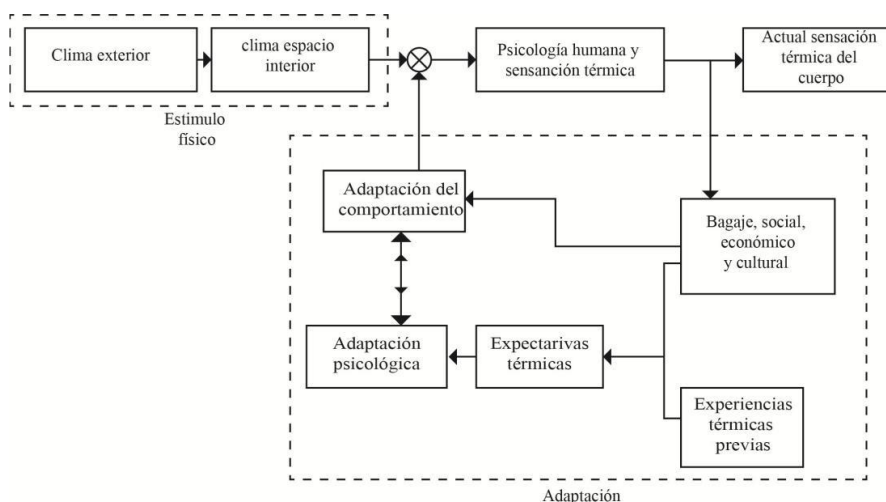 Clima exterior
clima espacio
interior
Psicología humana y
sensanción térmica
Actual sensación
térmica del
cuerpo
Estimulo
físico
Adaptación del
comportamiento
Bagaje, social,
económico
y cultural
Adaptación
psicológica
Expectarivas
térmicas
Experiencias
térmicas
previas
Adaptación